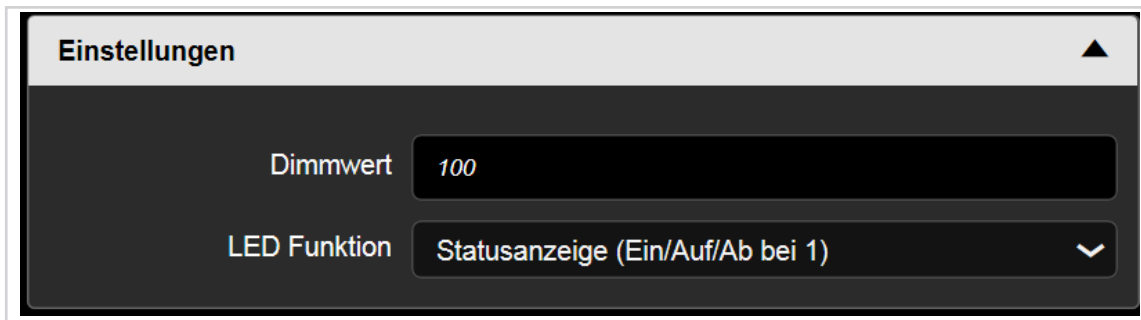 Einstellungen
Dimmwert 100
LED Funktion Statusanzeige (Ein/Auf/Ab bei 1)